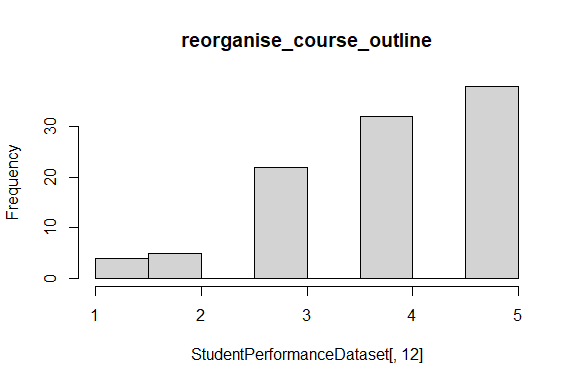 reorganise_course_outline
Frequency
30
20
10
0
1 2 3 4 5
StudentPerformanceDataset[, 12]